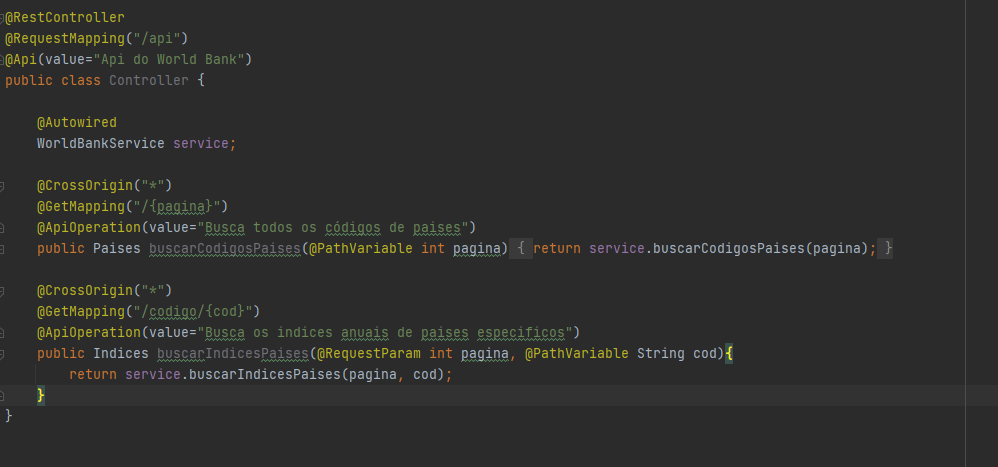 @RestController
@RequestMapping("/api")
@Api(value="Api do World Bank")
public class Controller {
@Autowired
WorldBankService service;
@CrossOrigin("*")
@GetMapping("/{pagina}")
@ApiOperation(value="Busca todos os códigos de paises")
public Paises buscarCodigosPaises(@PathVariable int pagina) { return service.buscarCodigosPaises(pagina); }
@CrossOrigin("*")
@GetMapping("/codigo/{cod}")
@ApiOperation(value="Busca os indices anuais de paises especificos")
public Indices buscarIndicesPaises(@RequestParam int pagina, @PathVariable String cod){
return service.buscarIndicesPaises(pagina, cod);
}
}